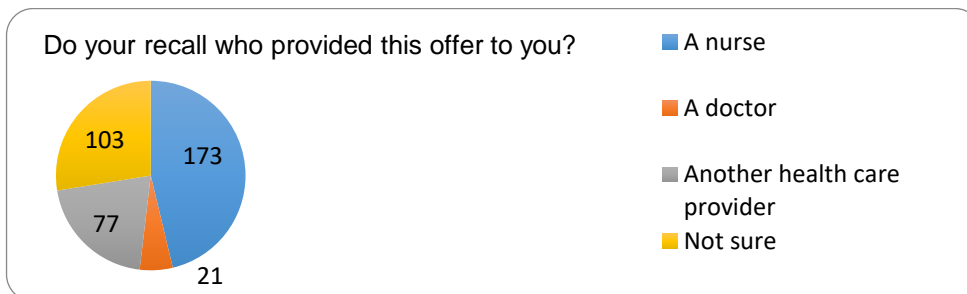 Do your recall who provided this offer to you?
103
173
77
21
A nurse
A doctor
Another health care
provider
Not sure